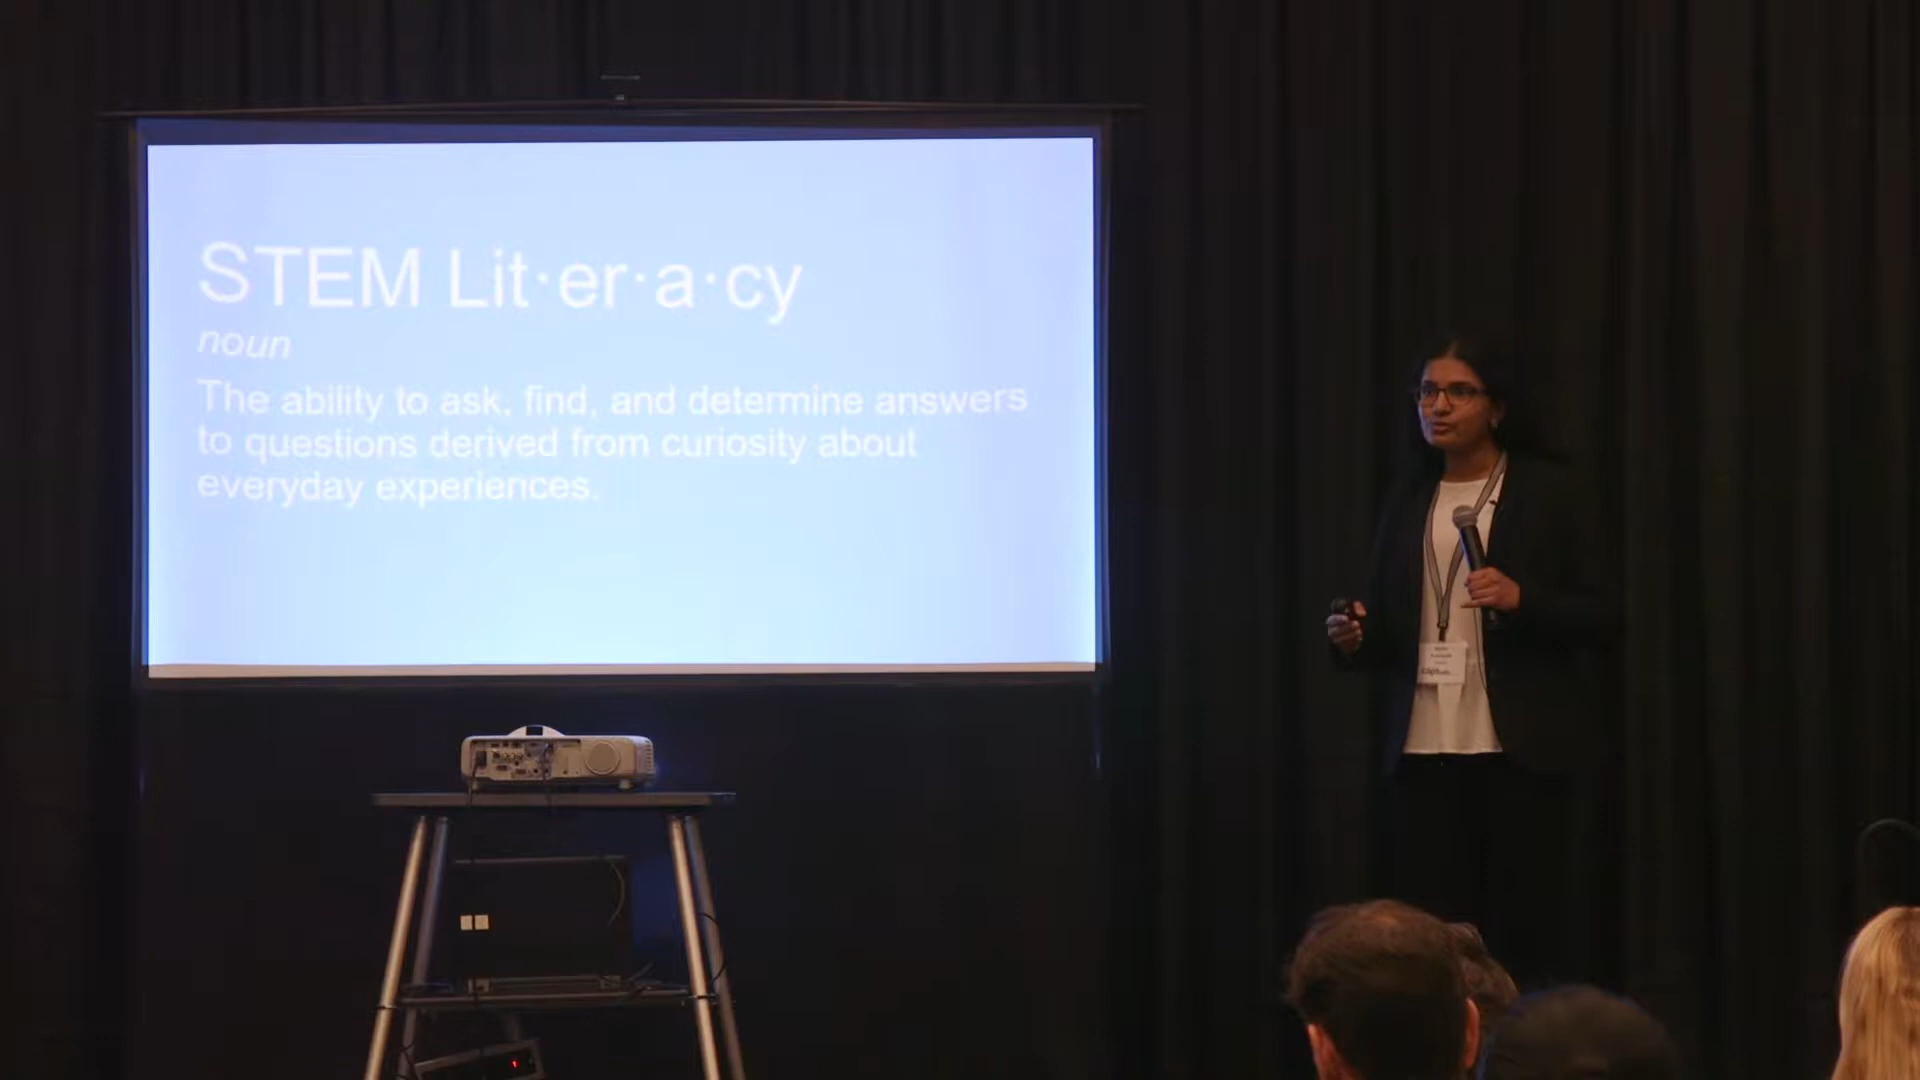 STEM Lit·er·a·cy
noun
The ability to ask, find, and determine answers
to questions derived from curiosity about
everyday experiences.